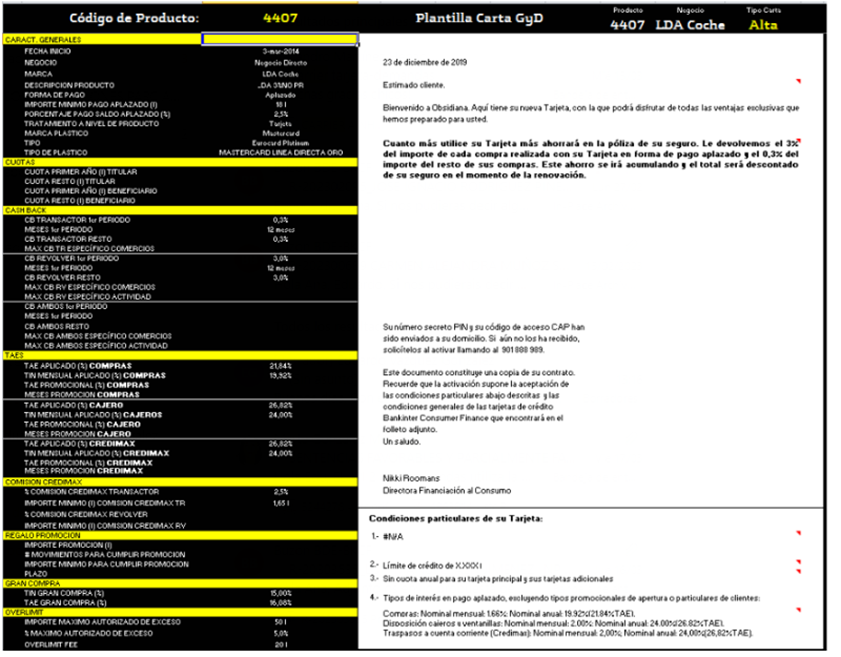 Código de Producto: 4407 Plantilla Carta GyD
Producto Negocio Tipo Carta
4407 LDA Coche Alta
CARACT. GENERALES
FECHA INICIO 3-mar-2014
NEGOCIO Negocio Directo
MARCA LDA Coche
DESCRIPCION PRODUCTO LDA 3%NO PR
FORMA DE PAGO Aplazado
IMPORTE MINIMO PAGO APLAZADO (I) 18 I
PORCENTAJE PAGO SALDO APLAZADO (%) 2,5%
TRATAMIENTO A NIVEL DE PRODUCTO Tarjeta
MARCA PLASTICO Mastercard
TIPO Eurocard Platinum
TIPO DE PLASTICO MASTERCARD LINEA DIRECTA ORO
CUOTAS
CUOTA PRIMER AÑO (I) TITULAR
CUOTA RESTO (I) TITULAR
CUOTA PRIMER AÑO (I) BENEFICIARIO
CUOTA RESTO (I) BENEFICIARIO
CASH BACK
CB TRANSACTOR 1er PERIODO 0,3%
MESES 1er PERIODO 12 meses
CB TRANSACTOR RESTO 0,3%
MAX CB TR ESPECÍFICO COMERCIOS
CB REVOLVER 1er PERIODO 3,0%
MESES 1er PERIODO 12 meses
CB REVOLVER RESTO 3,0%
MAX CB RV ESPECÍFICO COMERCIOS
MAX CB RV ESPECÍFICO ACTIVIDAD
CB AMBOS 1er PERIODO
MESES 1er PERIODO
CB AMBOS RESTO
MAX CB AMBOS ESPECÍFICO COMERCIOS
MAX CB AMBOS ESPECÍFICO ACTIVIDAD
TAES
TAE APLICADO (%) COMPRAS 21,84%
TIN MENSUAL APLICADO (%) COMPRAS 19,92%
TAE PROMOCIONAL (%) COMPRAS
MESES PROMOCION COMPRAS
TAE APLICADO (%) CAJERO 26,82%
TIN MENSUAL APLICADO (%) CAJEROS 24,00%
TAE PROMOCIONAL (%) CAJERO
MESES PROMOCION CAJERO
TAE APLICADO (%) CREDIMAX 26,82%
TIN MENSUAL APLICADO (%) CREDIMAX 24,00%
TAE PROMOCIONAL (%) CREDIMAX
MESES PROMOCION CREDIMAX
COMISION CREDIMAX
% COMISION CREDIMAX TRANSACTOR 2,5%
IMPORTE MINIMO (I) COMISION CREDIMAX TR 1,65 I
% COMISION CREDIMAX REVOLVER
IMPORTE MINIMO (I) COMISION CREDIMAX RV
REGALO PROMOCION
IMPORTE PROMOCION (I)
# MOVIMIENTOS PARA CUMPLIR PROMOCION
IMPORTE MINIMO PARA CUMPLIR PROMOCION
PLAZO
GRAN COMPRA
TIN GRAN COMPRA (%) 15,00%
TAE GRAN COMPRA (%) 16,08%
OVERLIMIT
IMPORTE MAXIMO AUTORIZADO DE EXCESO 50 I
% MAXIMO AUTORIZADO DE EXCESO 5,0%
OVERLIMIT FEE 20 I
23 de diciembre de 2019
Estimado cliente.
Bienvenido a Obsidiana. Aquí tiene su nueva Tarjeta, con la que podrá disfrutar de todas las ventajas exclusivas que
hemos preparado para usted.
Cuanto más utilice su Tarjeta más ahorrará en la póliza de su seguro. Le devolvemos el 3%
del importe de cada compra realizada con su Tarjeta en forma de pago aplazado y el 0,3% del
importe del resto de sus compras. Este ahorro se irá acumulando y el total será descontado
de su seguro en el momento de la renovación.
Su número secreto PIN y su código de acceso CAP han
sido enviados a su domicilio. Si aún no los ha recibido,
solicítelos al activar llamando al 901 888 989.
Este documento constituye una copia de su contrato.
Recuerde que la activación supone la aceptación de
las condiciones particulares abajo descritas y las
condiciones generales de las tarjetas de crédito
Bankinter Consumer Finance que encontrará en el
folleto adjunto.
Un saludo.
Nikki Roomans
Directora Financiación al Consumo
Condiciones particulares de su Tarjeta:
1.- #N/A
2.- Límite de crédito de X.XXX I
3.- Sin cuota anual para su tarjeta principal y sus tarjetas adicionales
4.- Tipos de interés en pago aplazado, excluyendo tipos promocionales de apertura o particulares de clientes:
Compras: Nominal mensual: 1.66%; Nominal anual: 19.92%(21.84%TAE).
Disposición cajeros y ventanillas: Nominal mensual: 2.00%; Nominal anual: 24.00%(26.82%TAE).
Traspasos a cuenta corriente (Credimax): Nominal mensual: 2,00%; Nominal anual: 24,00%(26,82%TAE).